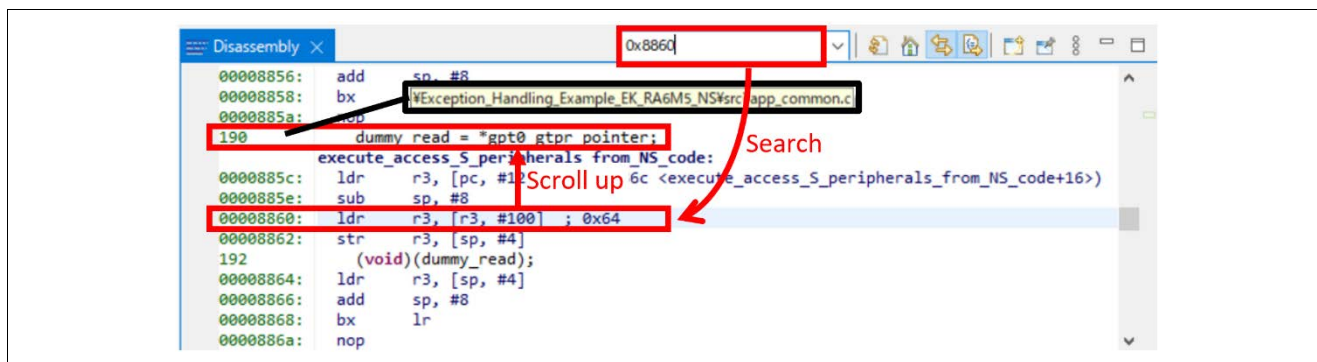 Disassembly
0x8860
00008856: add sp, #8
00008858: bx
¥Exception_Handling_Example_EK_RA6M5_NS¥src app_common.c
0000885a: nop
190 dummy_read = *gpt0_gtpr_pointer;
Search
execute_access_S_peripherals_from_NS_code:
0000885c: ldr r3, [pc, #12 6c <execute_access_S_peripherals_from_NS_code+16>)
Scroll up
0000885e: sub sp, #8
00008860: ldr r3, [r3, #100] ; 0x64
00008862: str r3, [sp, #4]
192 (void)(dummy_read);
00008864: ldr r3, [sp, #4]
00008866: add sp, #8
00008868: bx lr
0000886a: nop